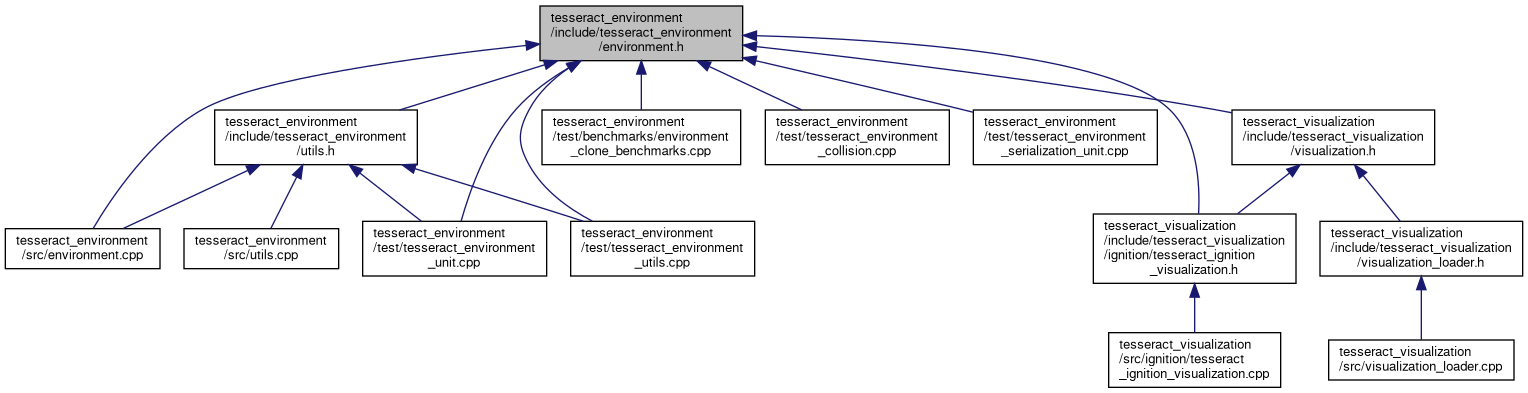 tesseract_environment
/include/tesseract_environment
/environment.h
tesseract_environment
/include/tesseract_environment
/utils.h
tesseract_environment
/test/benchmarks/environment
_clone_benchmarks.cpp
tesseract_environment
/test/tesseract_environment
_collision.cpp
tesseract_environment
/test/tesseract_environment
_serialization_unit.cpp
tesseract_visualization
/include/tesseract_visualization
/visualization.h
tesseract_environment
/src/environment.cpp
tesseract_environment
/src/utils.cpp
tesseract_environment
/test/tesseract_environment
_unit.cpp
tesseract_environment
/test/tesseract_environment
_utils.cpp
tesseract_visualization
/include/tesseract_visualization
/ignition/tesseract_ignition
_visualization.h
tesseract_visualization
/include/tesseract_visualization
/visualization_loader.h
tesseract_visualization
/src/ignition/tesseract
_ignition_visualization.cpp
tesseract_visualization
/src/visualization_loader.cpp